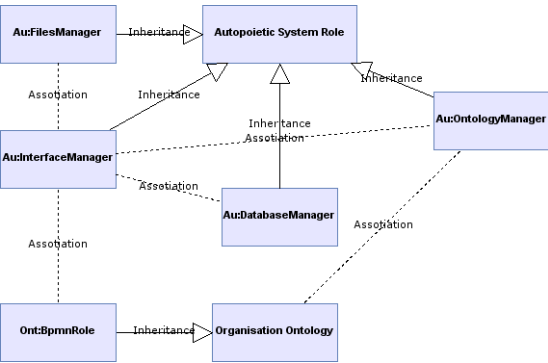 Au:FilesManager
Inheritance
Autopoietic System Role
Assotiation
Inheritance
Inheritance
Inheritance
Assotiation
Au:OntologyManager
Au:InterfaceManager
Assotiation
Au:DatabaseManager
Assotiation
Assotiation
Ont:BpmnRole
Inheritance
Organisation Ontology